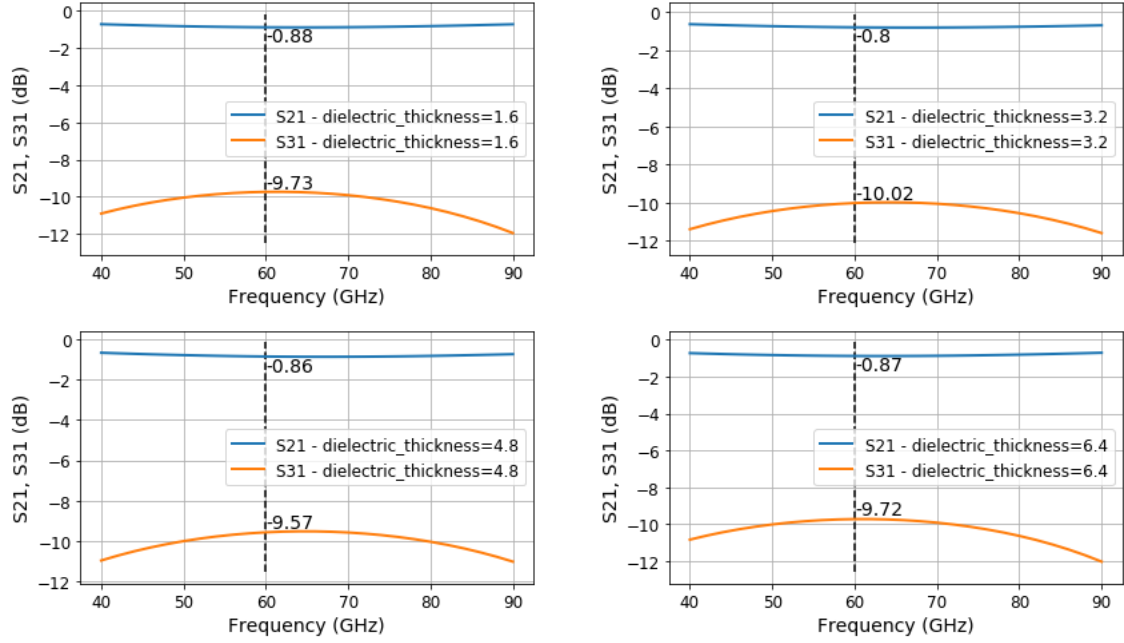 0
−2
−4
−6
−8
−10
−12
S21, S31 (dB)
-0.88
S21 - dielectric_thickness=1.6
S31 - dielectric_thickness=1.6
-9.73
40 50 60 70 80 90
Frequency (GHz)
0
−2
−4
−6
−8
−10
−12
S21, S31 (dB)
-0.8
S21 - dielectric_thickness=3.2
S31 - dielectric_thickness=3.2
-10.02
40 50 60 70 80 90
Frequency (GHz)
0
−2
−4
−6
−8
−10
−12
S21, S31 (dB)
-0.86
S21 - dielectric_thickness=4.8
S31 - dielectric_thickness=4.8
-9.57
40 50 60 70 80 90
Frequency (GHz)
0
−2
−4
−6
−8
−10
−12
S21, S31 (dB)
-0.87
S21 - dielectric_thickness=6.4
S31 - dielectric_thickness=6.4
-9.72
40 50 60 70 80 90
Frequency (GHz)